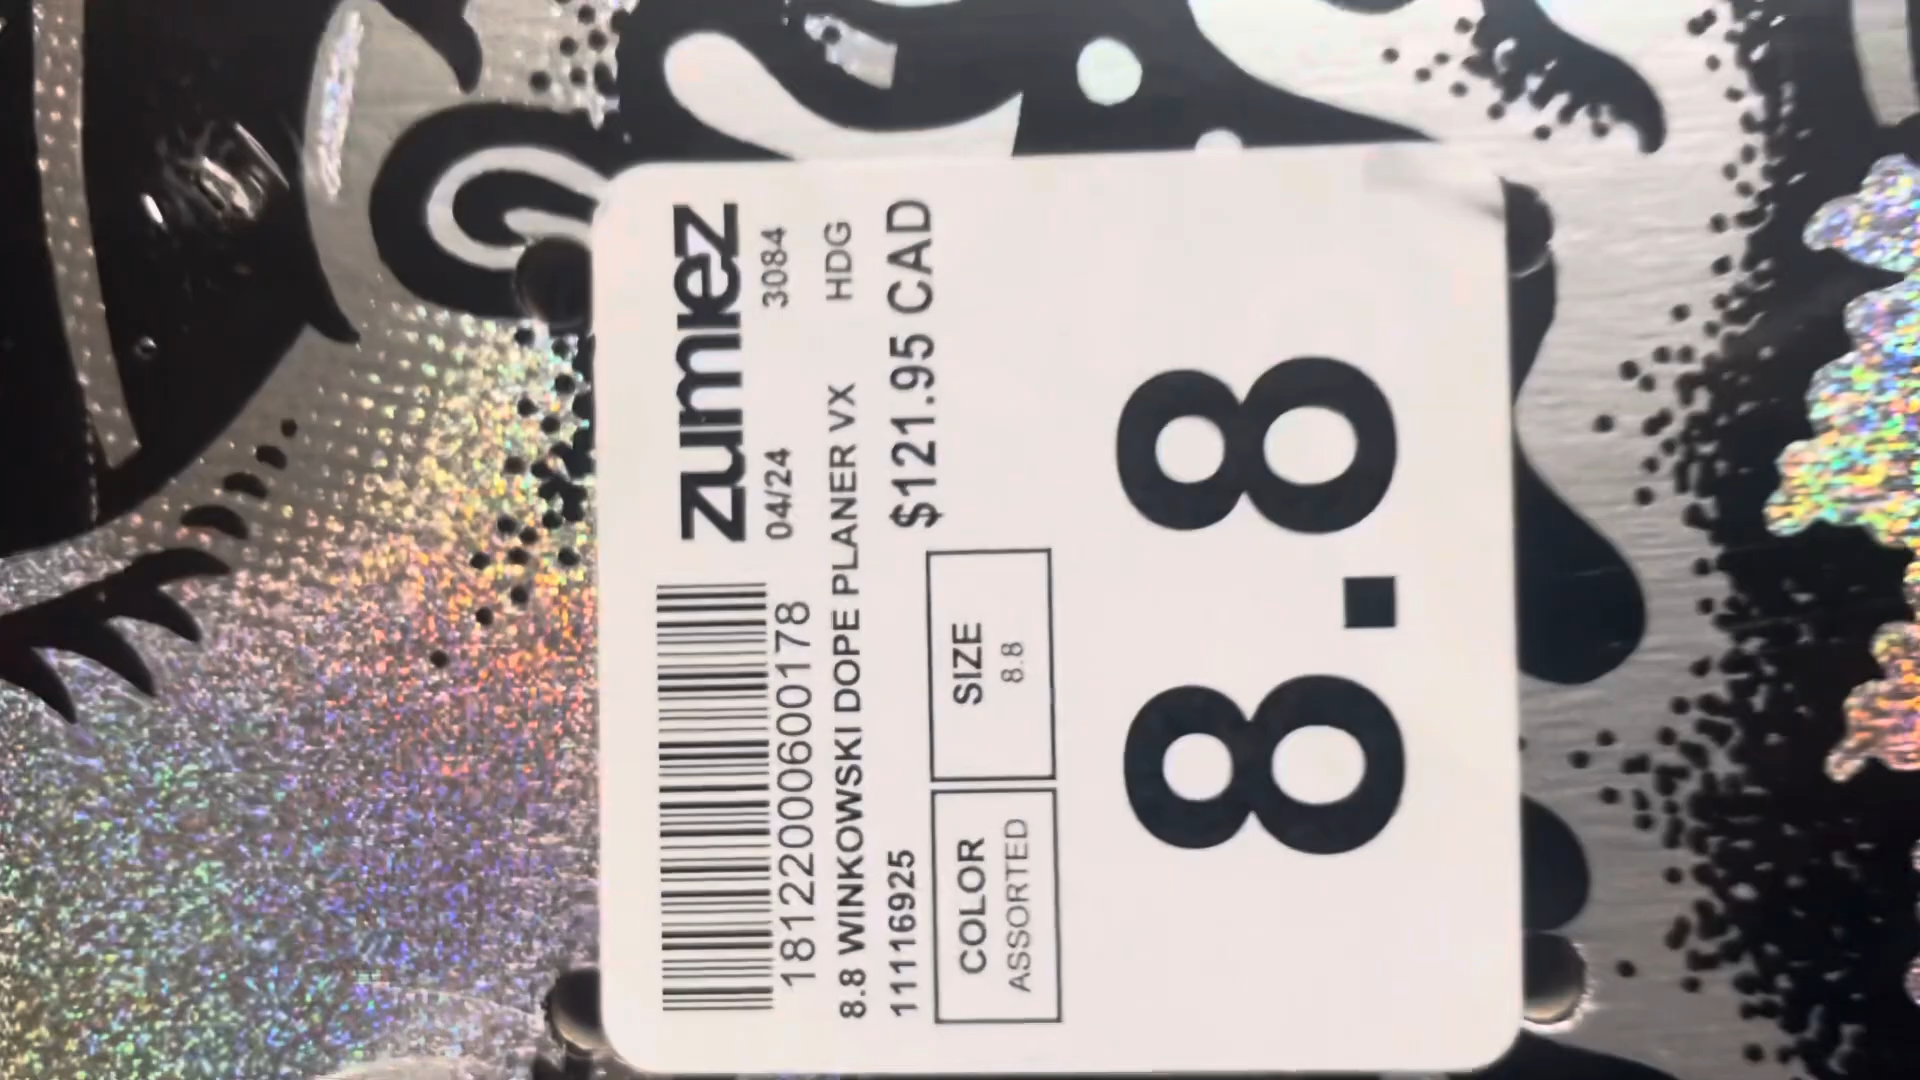 zumiez
18122000600178 04/24 3084
8.8 WINKOWSKI DOPE PLANER VX HDG
11116925 $121.95 CAD
COLOR SIZE
ASSORTED 8.8
8.8